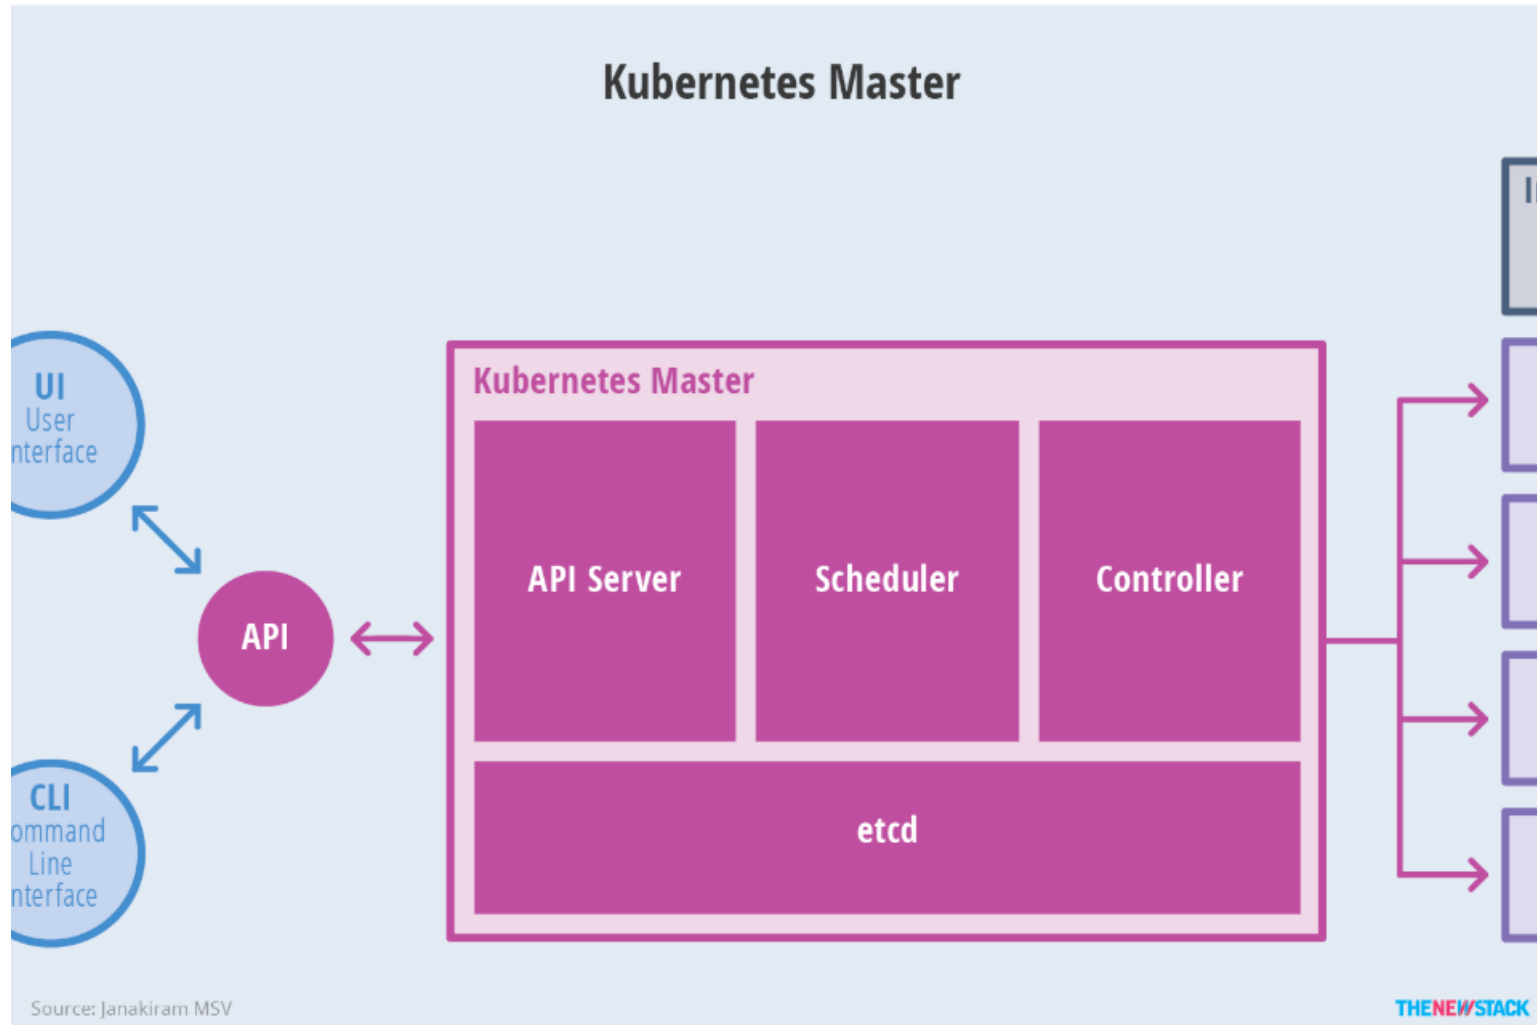 Kubernetes Master
UI
User
nterface
API
CLI
ommand
Line
nterface
Kubernetes Master
API Server
Scheduler
Controller
etcd
Source: Janakiram MSV
THENEWSTACK